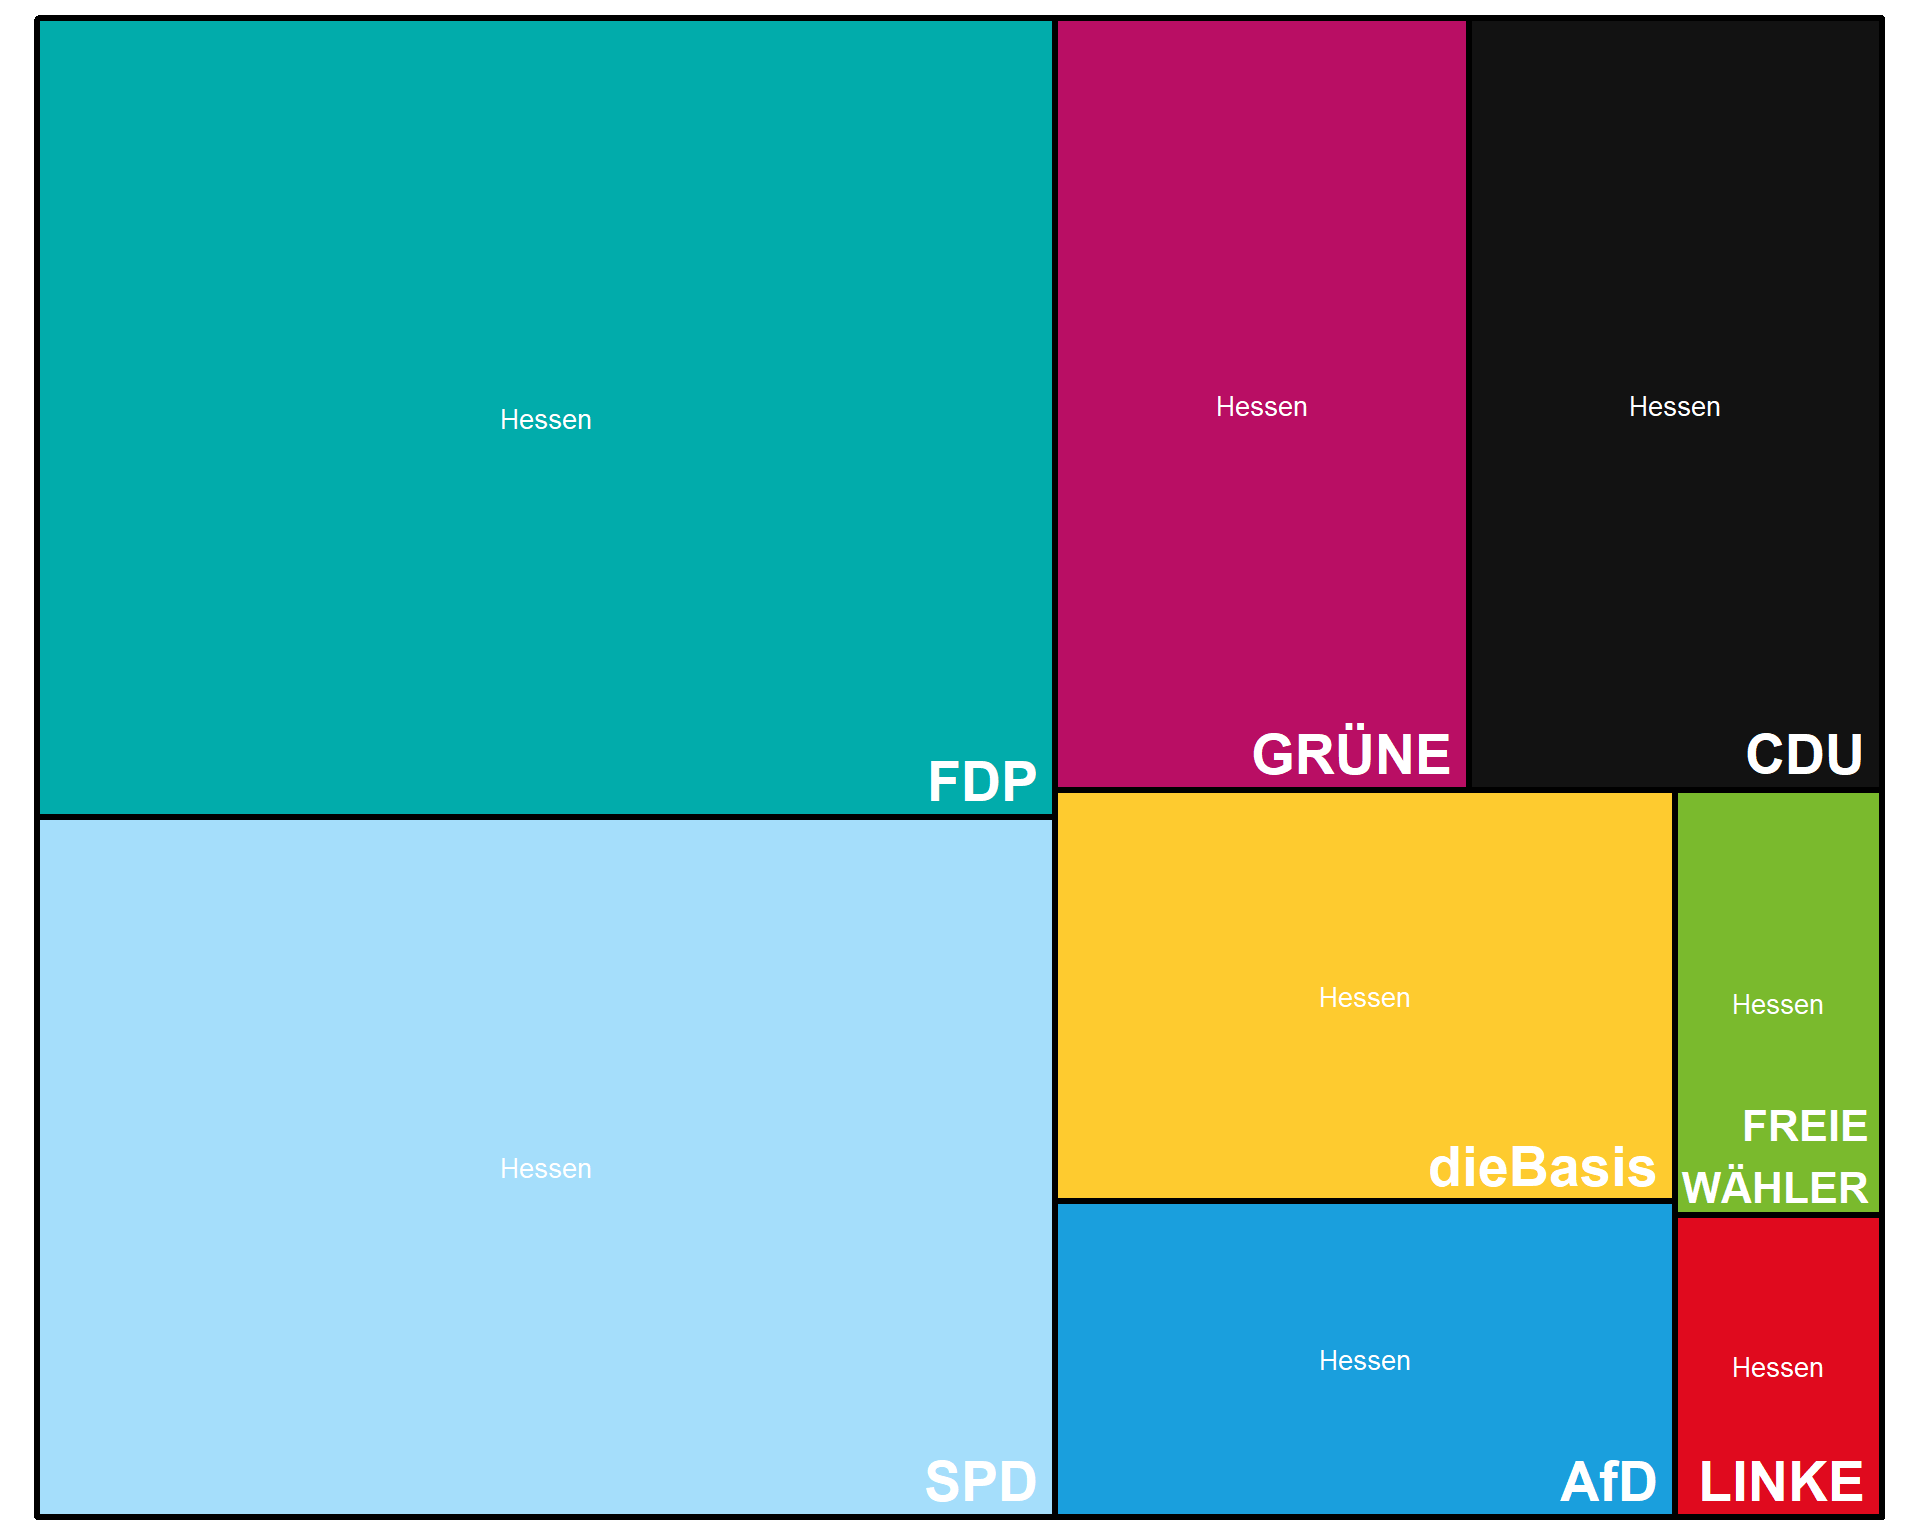 Hessen
FDP
Hessen
SPD
Hessen
GRÜNE
Hessen
CDU
Hessen
dieBasis
Hessen
FREIE
WÄHLER
Hessen
AfD
Hessen
LINKE